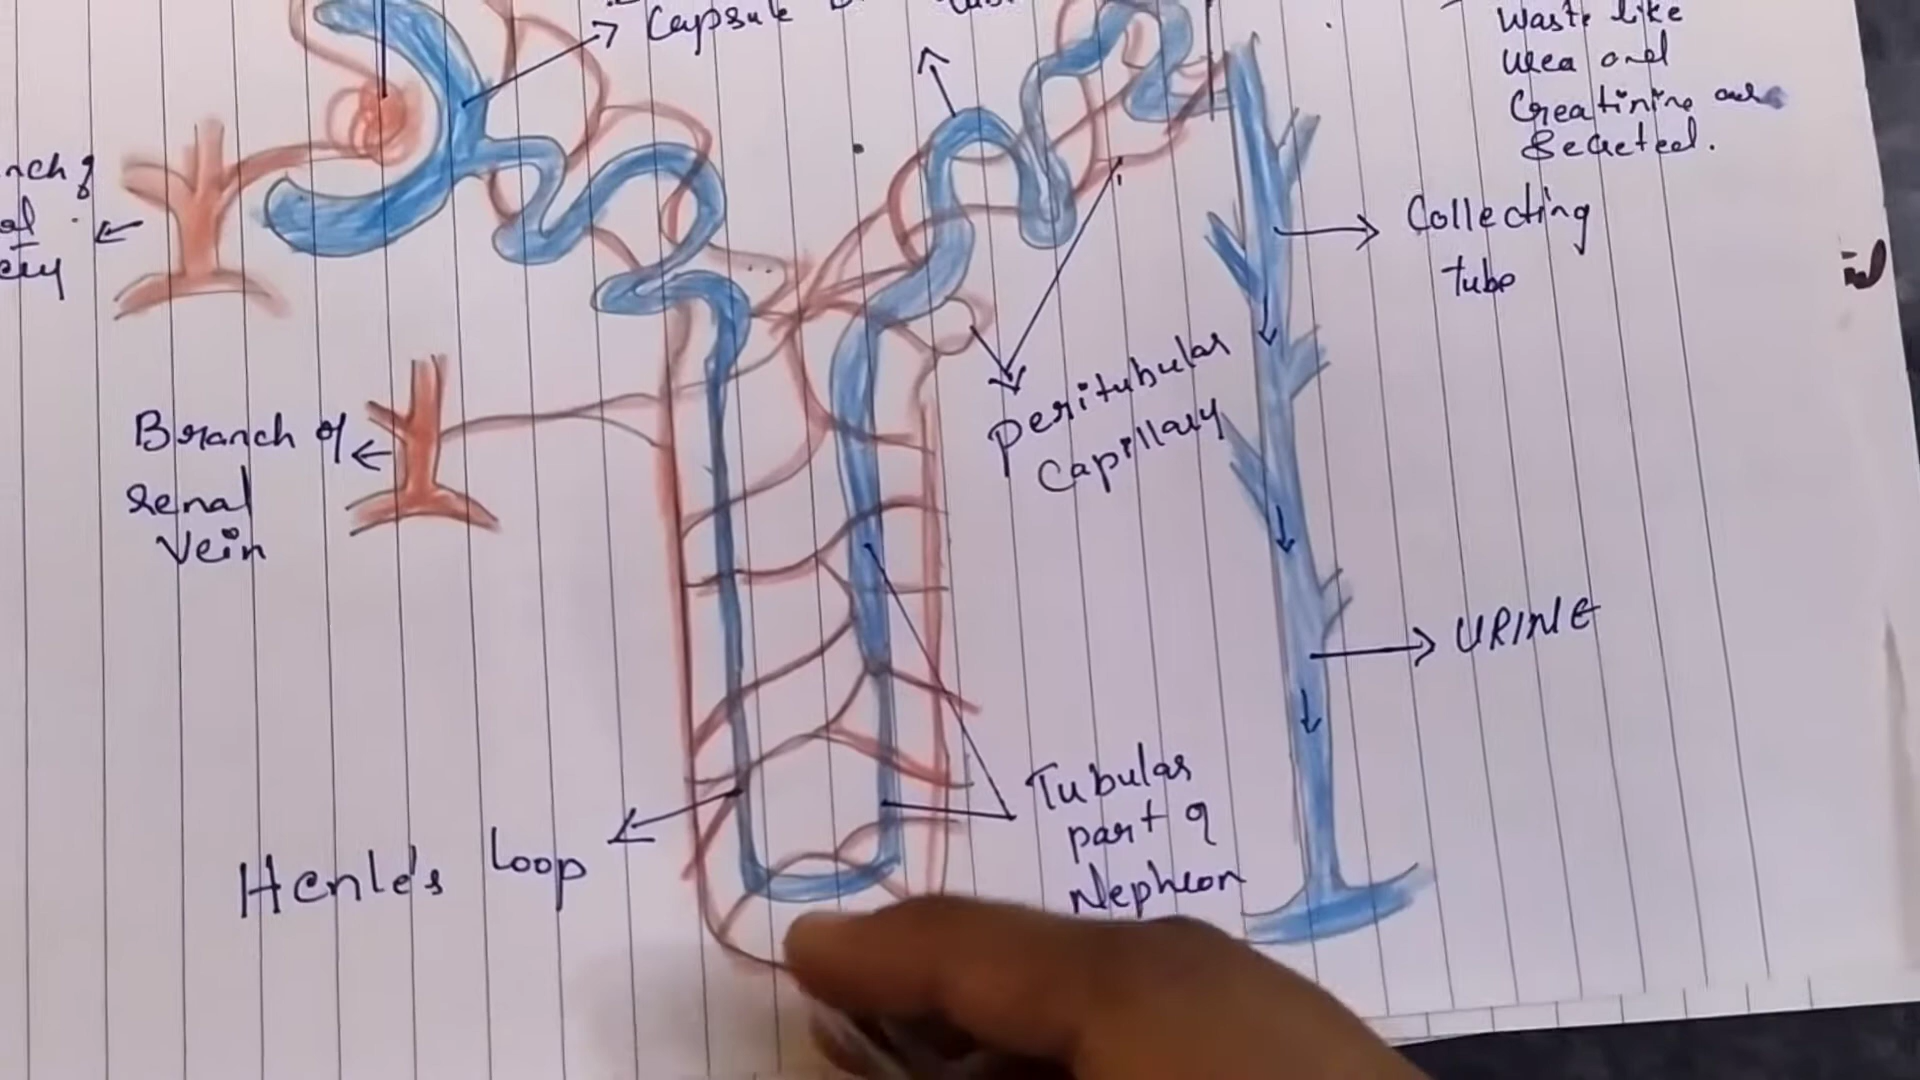 Capsule
Waste like
Urea and
Creatinine are
Secreted.
Collecting
tube
Peritubular
Capillary
Branch of
renal
Vein
URINE
Henle's Loop
Tubular
part of
Nephron